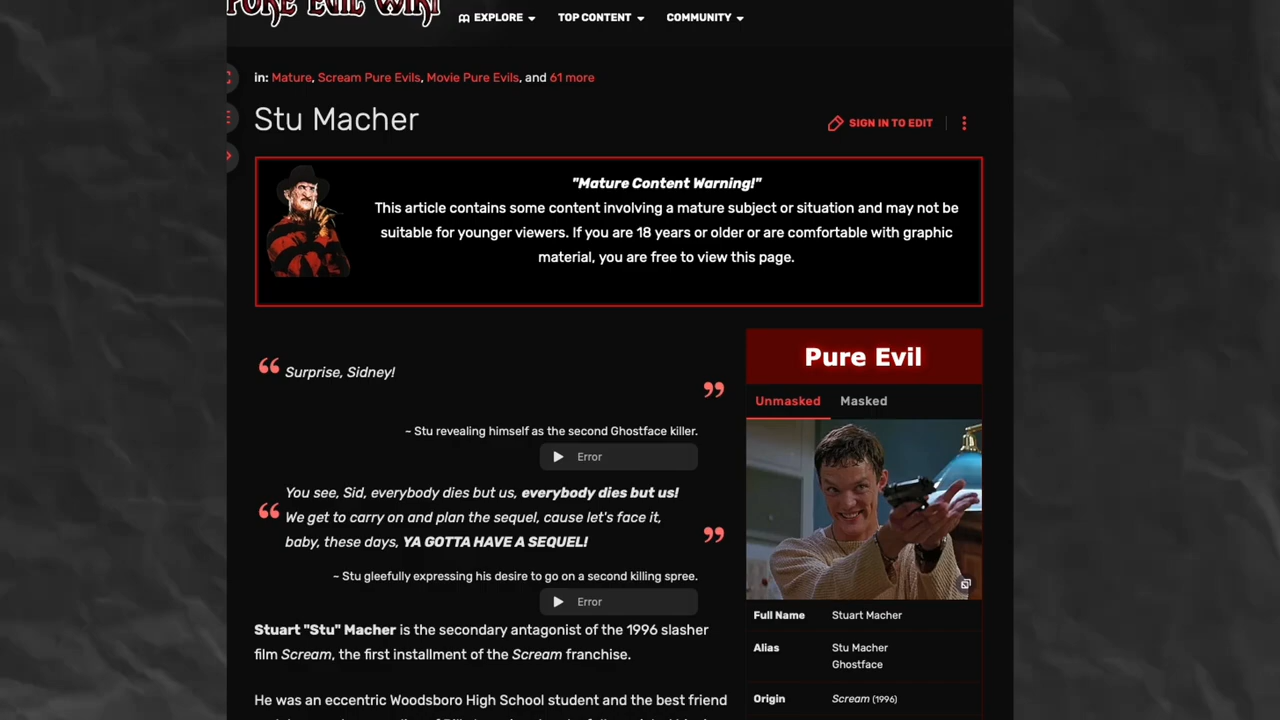 PURE EVIL WIKI
EXPLORE
TOP CONTENT
COMMUNITY
in: Mature, Scream Pure Evils, Movie Pure Evils, and 61 more
Stu Macher
SIGN IN TO EDIT
"Mature Content Warning!"
This article contains some content involving a mature subject or situation and may not be
suitable for younger viewers. If you are 18 years or older or are comfortable with graphic
material, you are free to view this page.
Pure Evil
Unmasked Masked
“ Surprise, Sidney! ”
~ Stu revealing himself as the second Ghostface killer.
Error
“ You see, Sid, everybody dies but us, everybody dies but us!
We get to carry on and plan the sequel, cause let's face it,
baby, these days, YA GOTTA HAVE A SEQUEL! ”
~ Stu gleefully expressing his desire to go on a second killing spree.
Error
Stuart "Stu" Macher is the secondary antagonist of the 1996 slasher
film Scream, the first installment of the Scream franchise.
He was an eccentric Woodsboro High School student and the best friend
Full Name Stuart Macher
Alias Stu Macher
Ghostface
Origin Scream (1996)